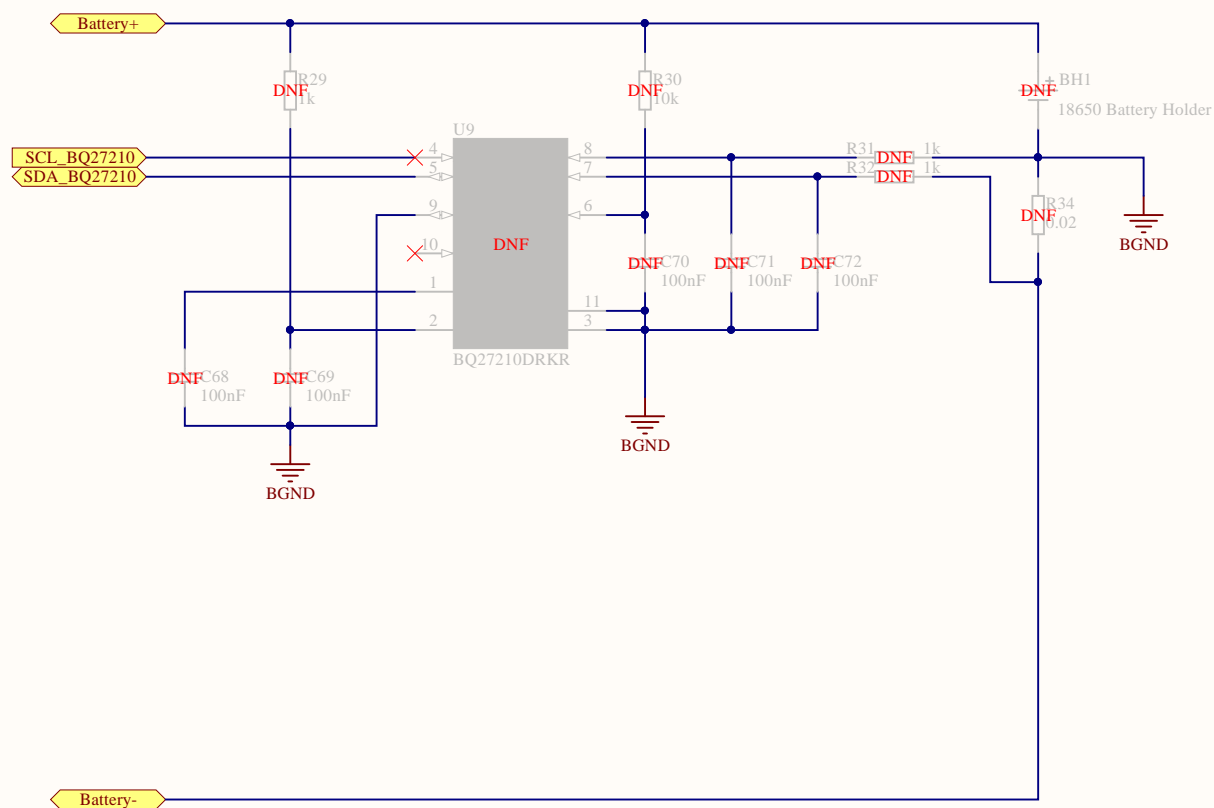 Battery+
R29
DNF
1k
R30
DNF
10k
BH1
DNF
18650 Battery Holder
U9
SCL_BQ27210
4
8
R31
DNF
1k
SDA_BQ27210
5
7
R32
DNF
1k
9
6
R34
DNF
0.02
BGND
10
DNF
C70
DNF
100nF
C71
DNF
100nF
C72
DNF
100nF
1
11
2
3
BQ27210DRKR
C68
DNF
100nF
C69
DNF
100nF
BGND
BGND
Battery-